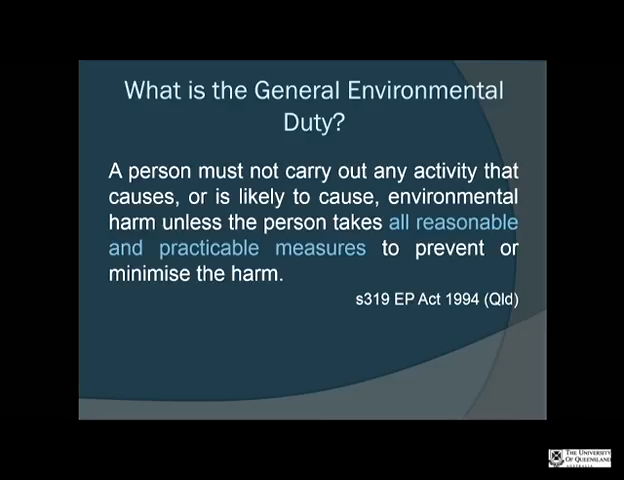 What is the General Environmental
Duty?
A person must not carry out any activity that
causes, or is likely to cause, environmental
harm unless the person takes all reasonable
and practicable measures to prevent or
minimise the harm.
s319 EP Act 1994 (Qld)
THE UNIVERSITY
OF QUEENSLAND
AUSTRALIA